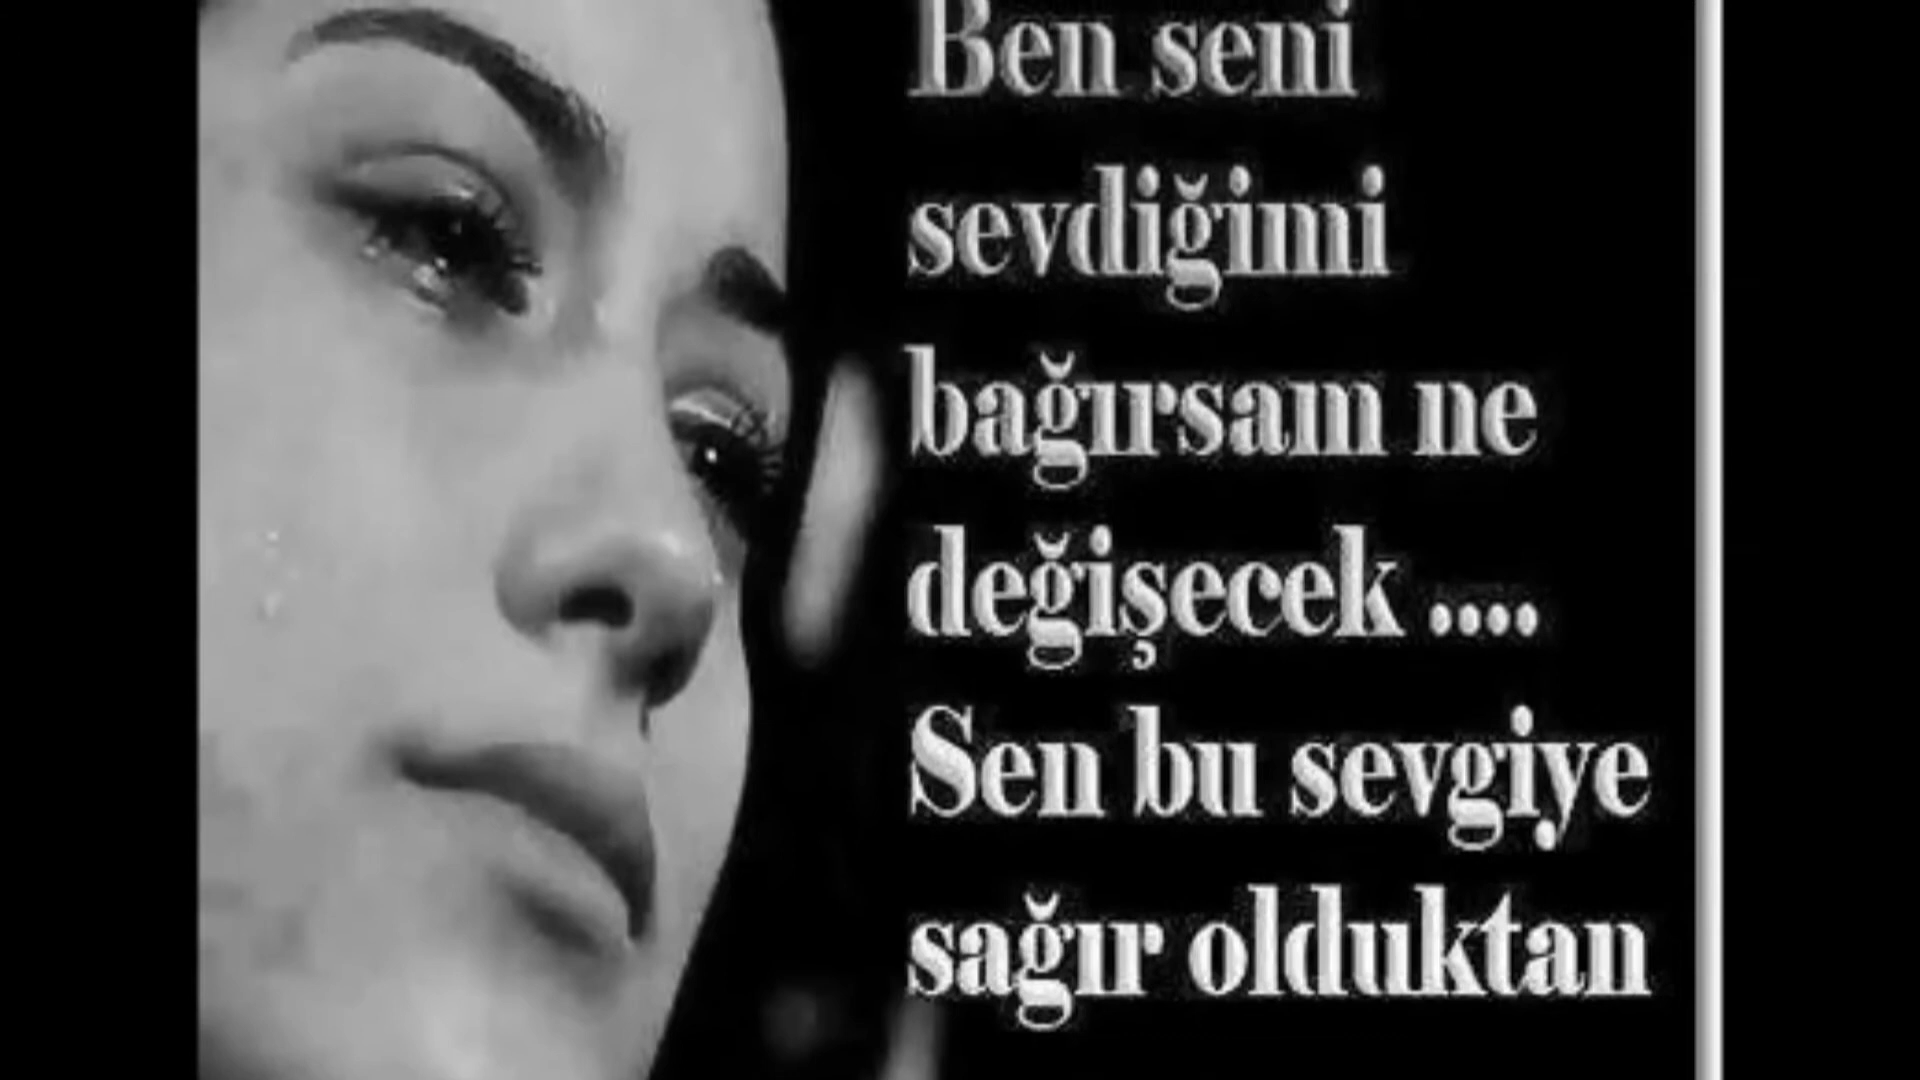 Ben seni
sevdiğimi
bağırsam ne
değişecek ....
Sen bu sevgiye
sağır olduktan